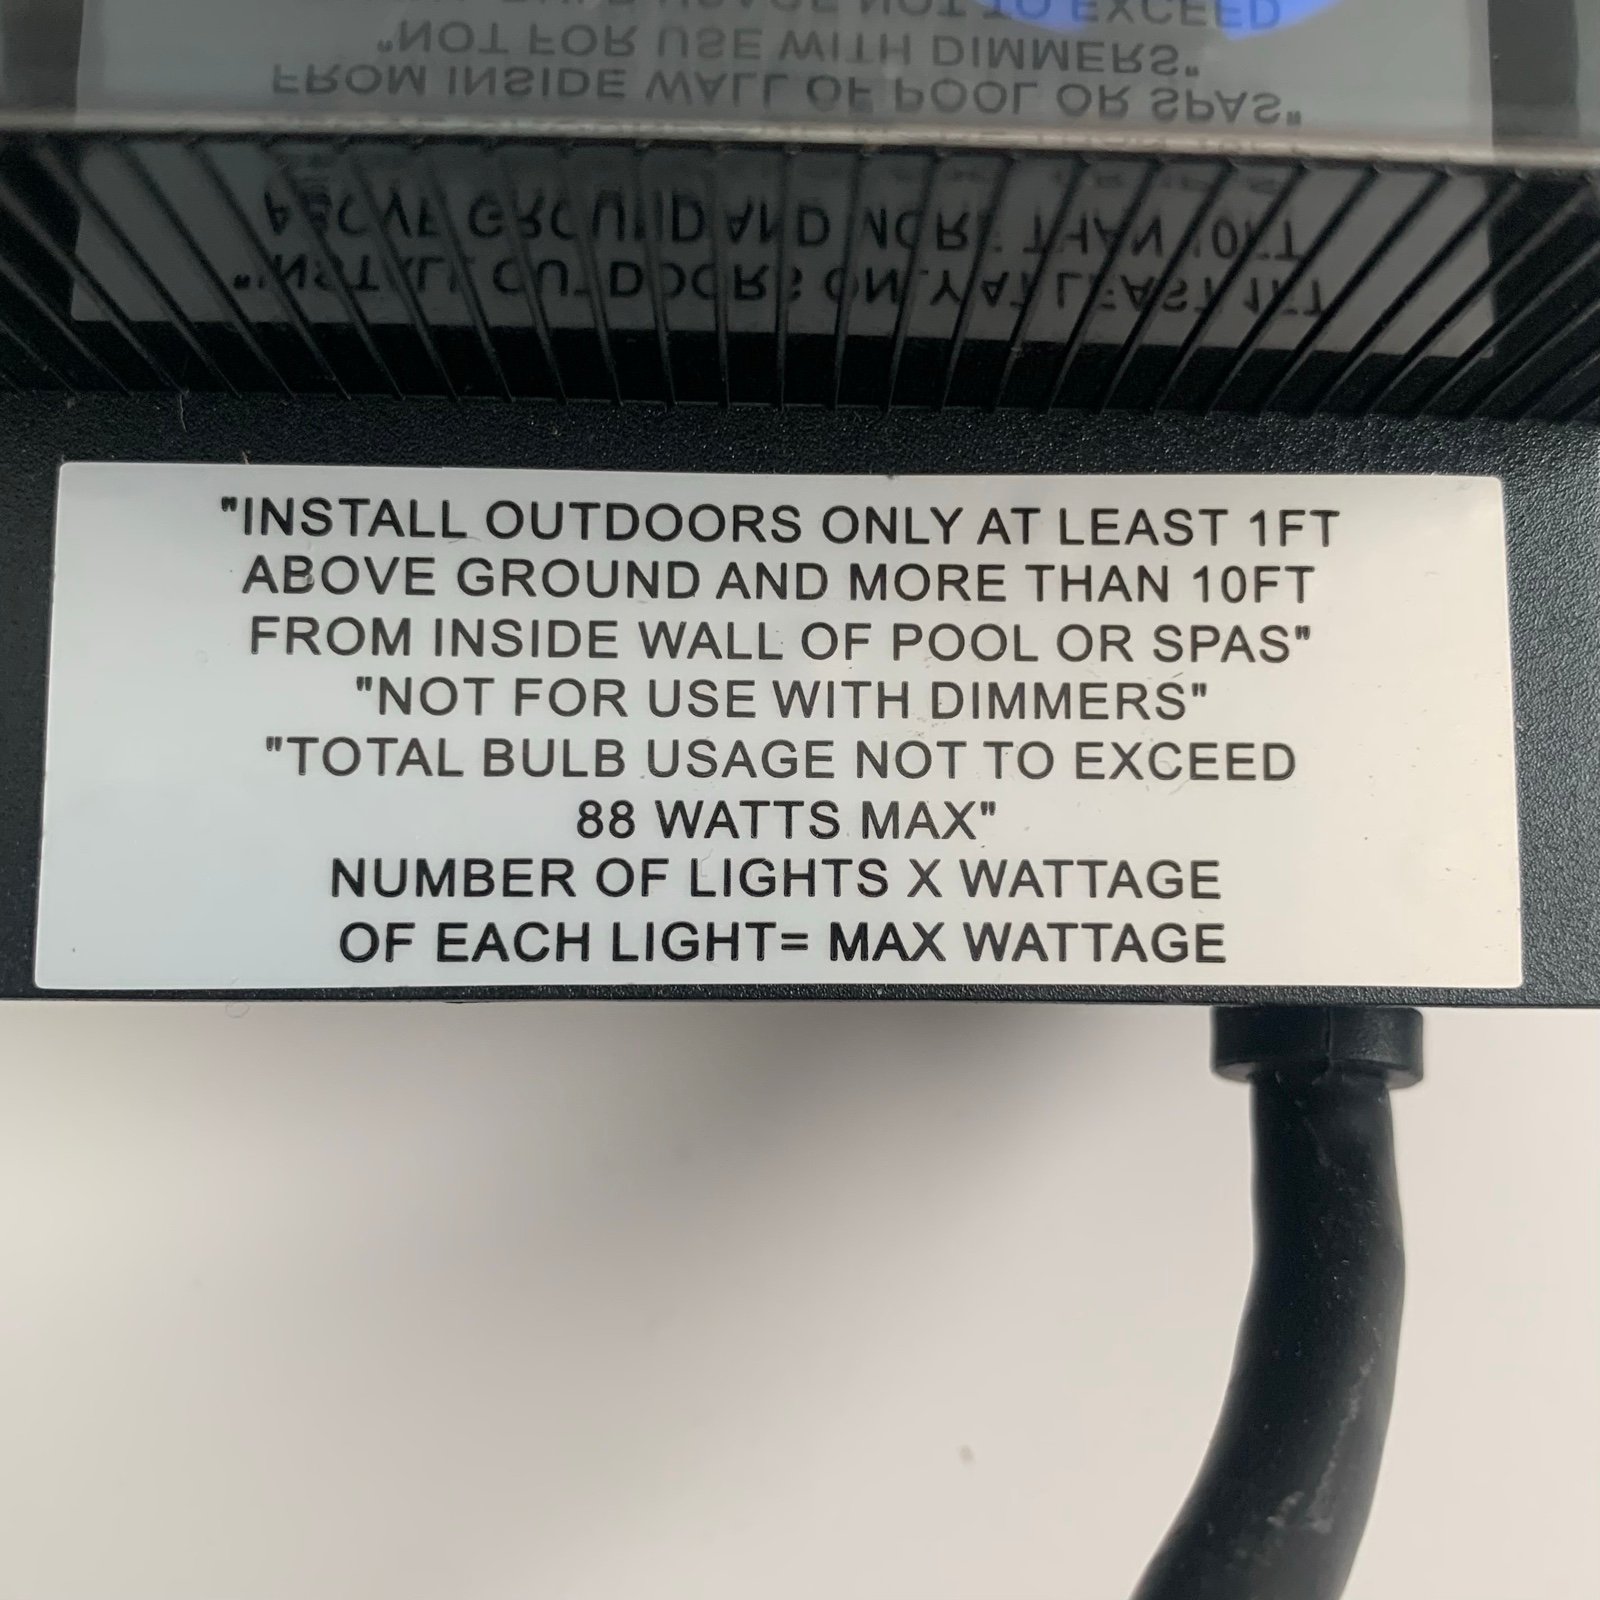 "INSTALL OUTDOORS ONLY AT LEAST 1FT
ABOVE GROUND AND MORE THAN 10FT
FROM INSIDE WALL OF POOL OR SPAS"
"NOT FOR USE WITH DIMMERS"
"TOTAL BULB USAGE NOT TO EXCEED
88 WATTS MAX"
NUMBER OF LIGHTS X WATTAGE
OF EACH LIGHT= MAX WATTAGE